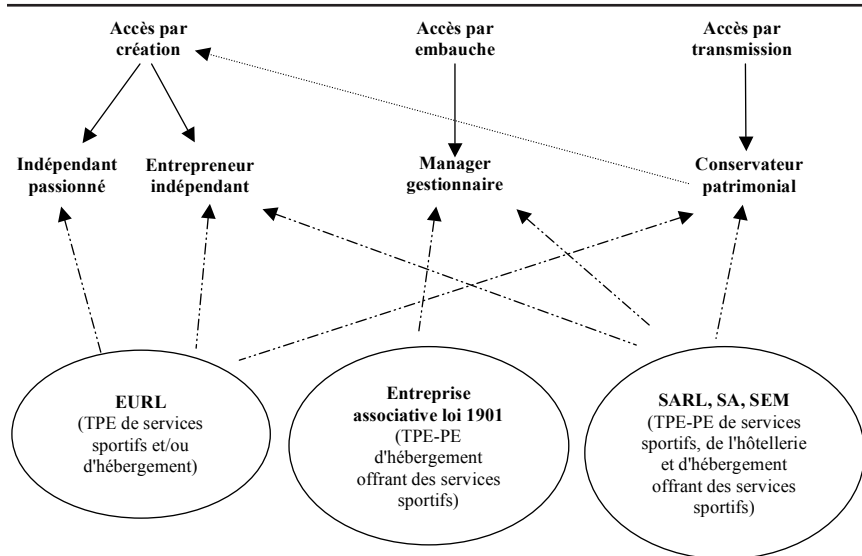 Accès par
création
Accès par
embauche
Accès par
transmission
Indépendant
passionné
Entrepreneur
indépendant
Manager
gestionnaire
Conservateur
patrimonial
EURL
(TPE de services
sportifs et/ou
d'hébergement)
Entreprise
associative loi 1901
(TPE-PE
d'hébergement
offrant des services
sportifs)
SARL, SA, SEM
(TPE-PE de services
sportifs, de l'hôtellerie
et d'hébergement
offrant des services
sportifs)